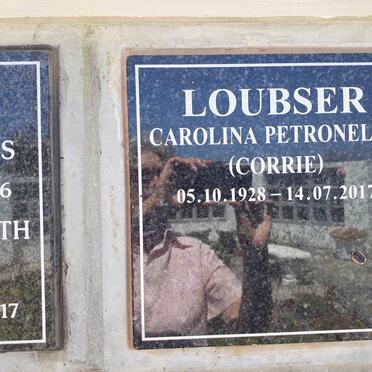 S
6
TH
17
LOUBSER
CAROLINA PETRONEL
(CORRIE)
05.10.1928 – 14.07.2017